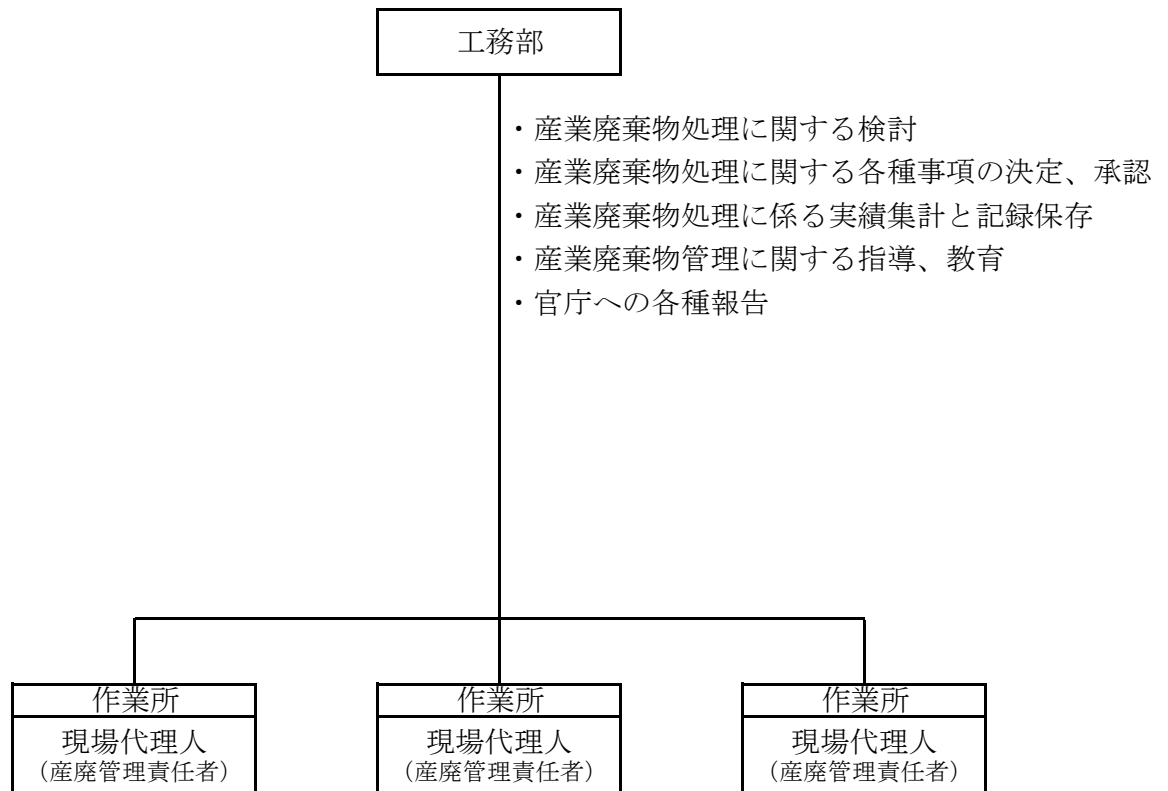 工務部
・産業廃棄物処理に関する検討
・産業廃棄物処理に関する各種事項の決定、承認
・産業廃棄物処理に係る実績集計と記録保存
・産業廃棄物管理に関する指導、教育
・官庁への各種報告
作業所
現場代理人
（産廃管理責任者）
作業所
現場代理人
（産廃管理責任者）
作業所
現場代理人
（産廃管理責任者）